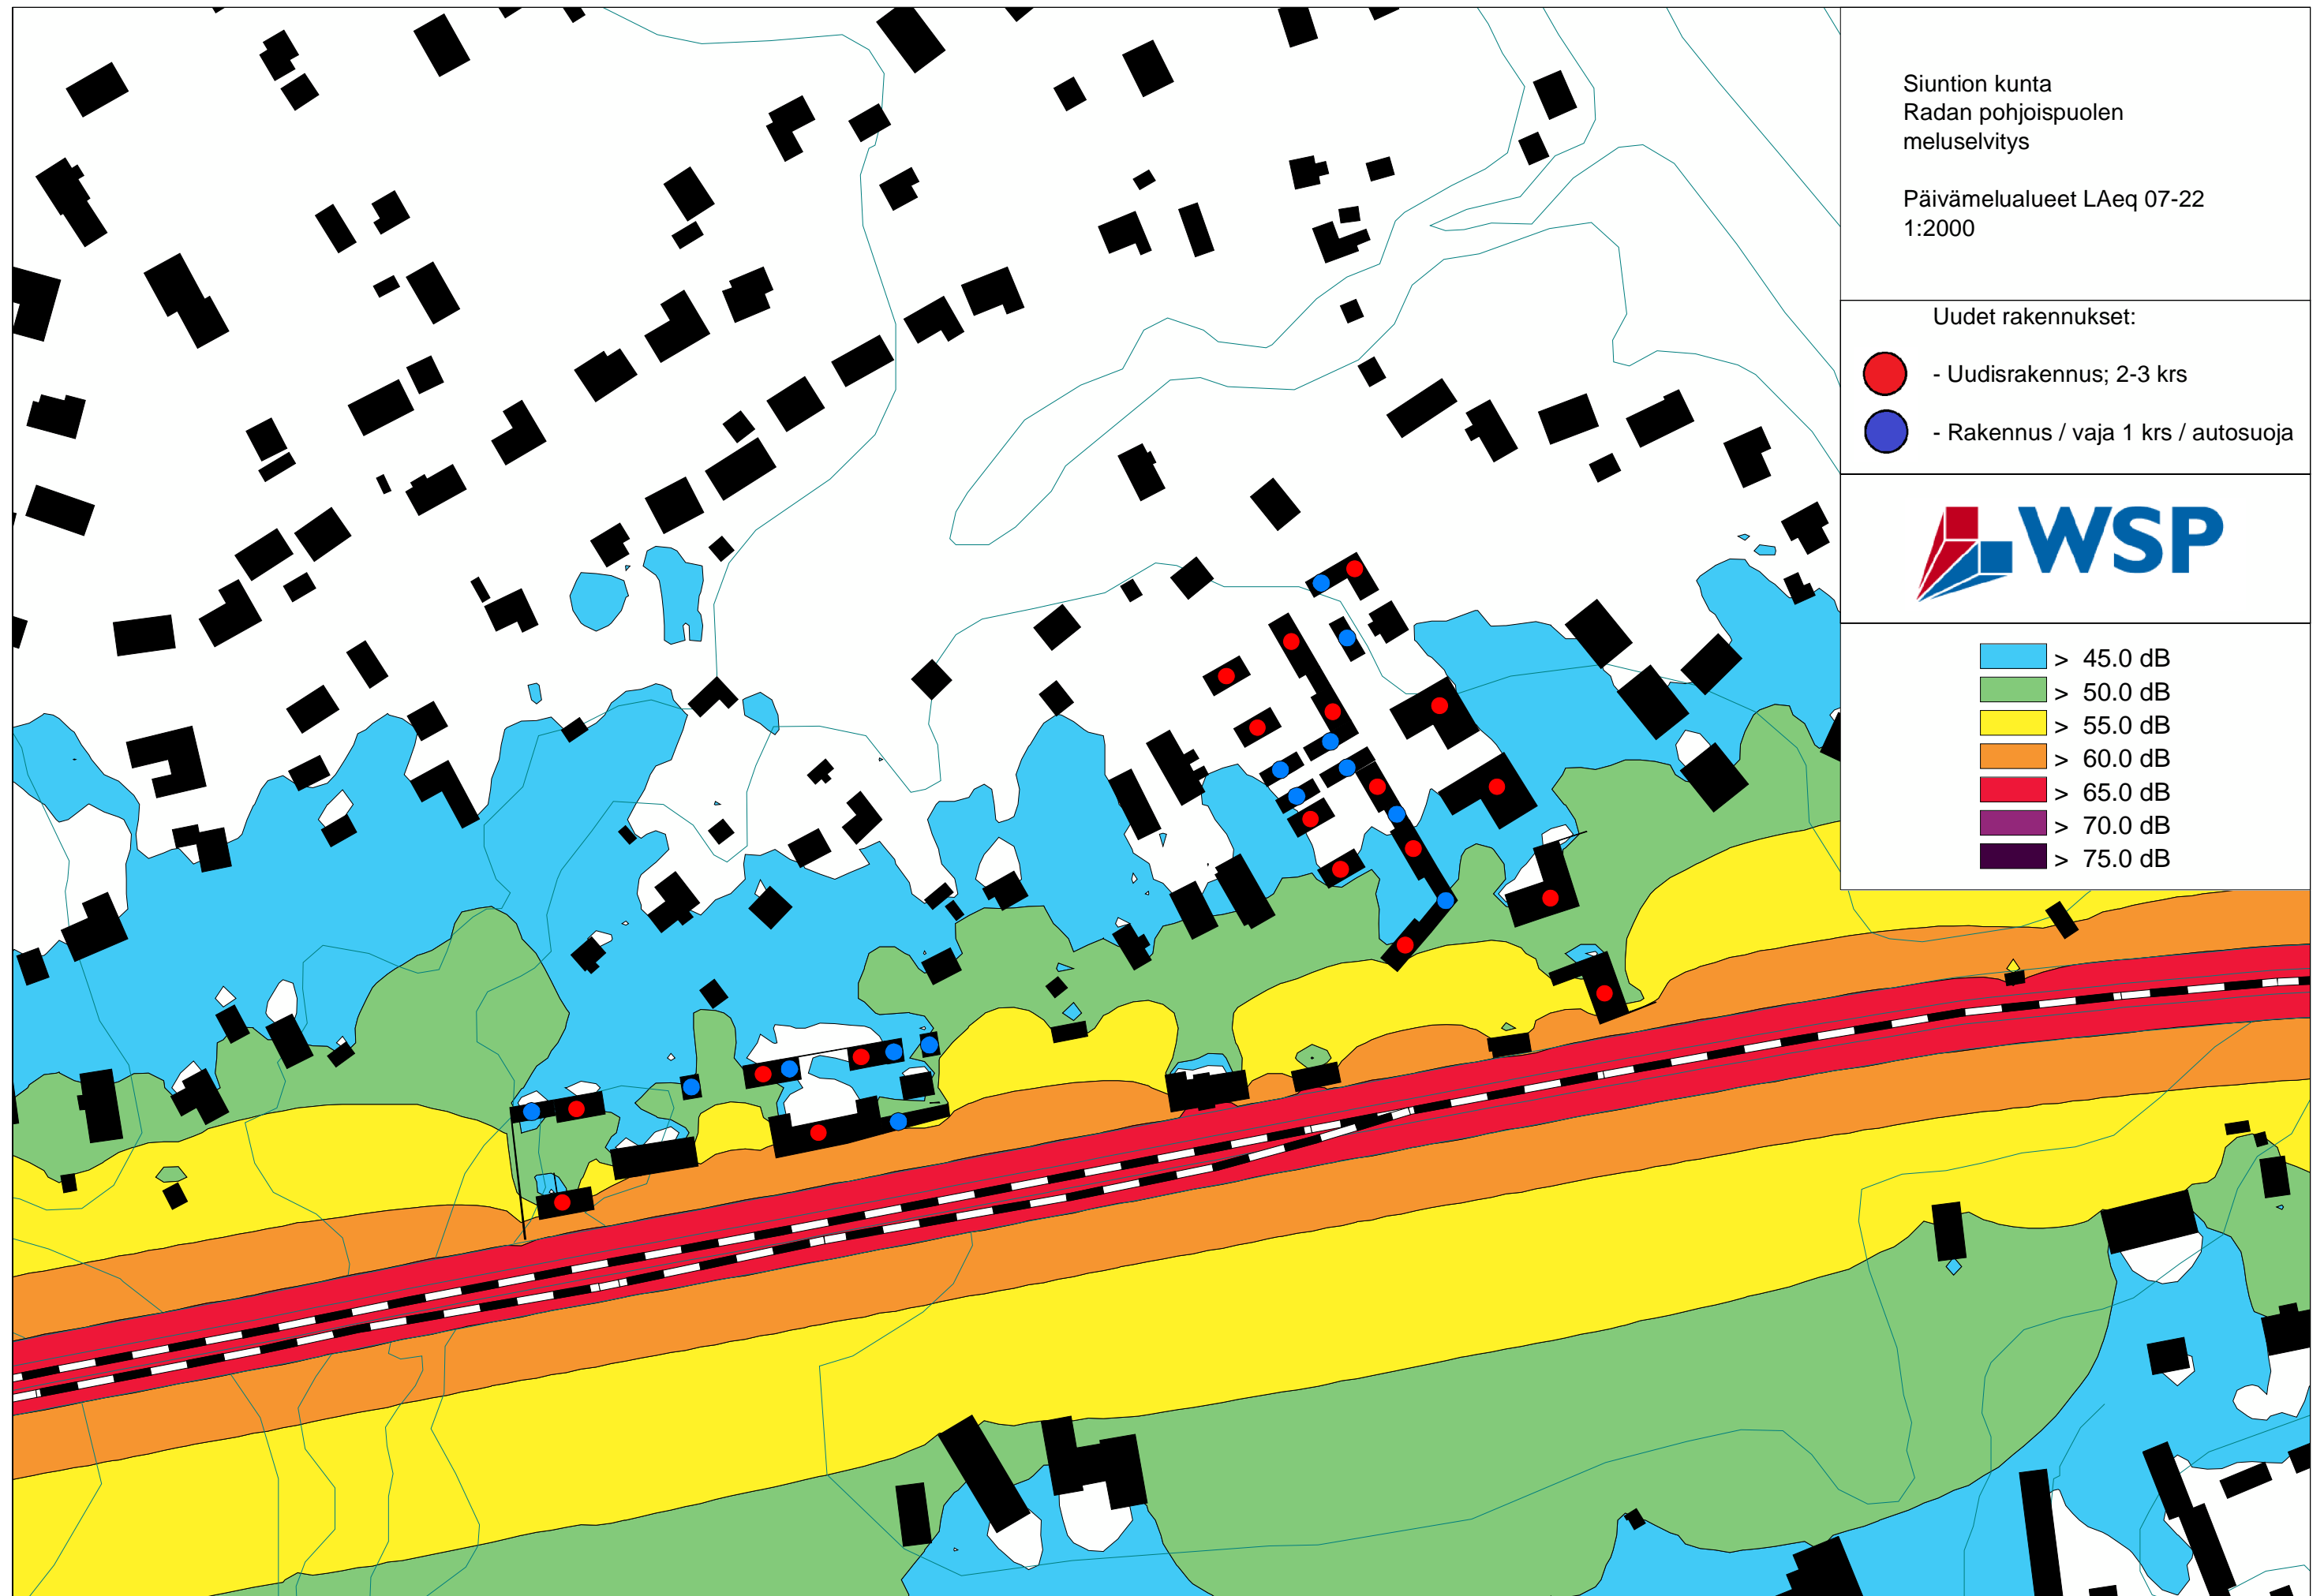 Siuntion kunta
Radan pohjoispuolen
meluselvitys
Päivämelualueet LAeq 07-22
1:2000
Uudet rakennukset:
- Uudisrakennus; 2-3 krs
- Rakennus / vaja 1 krs / autosuoja
WSP
> 45.0 dB
> 50.0 dB
> 55.0 dB
> 60.0 dB
> 65.0 dB
> 70.0 dB
> 75.0 dB